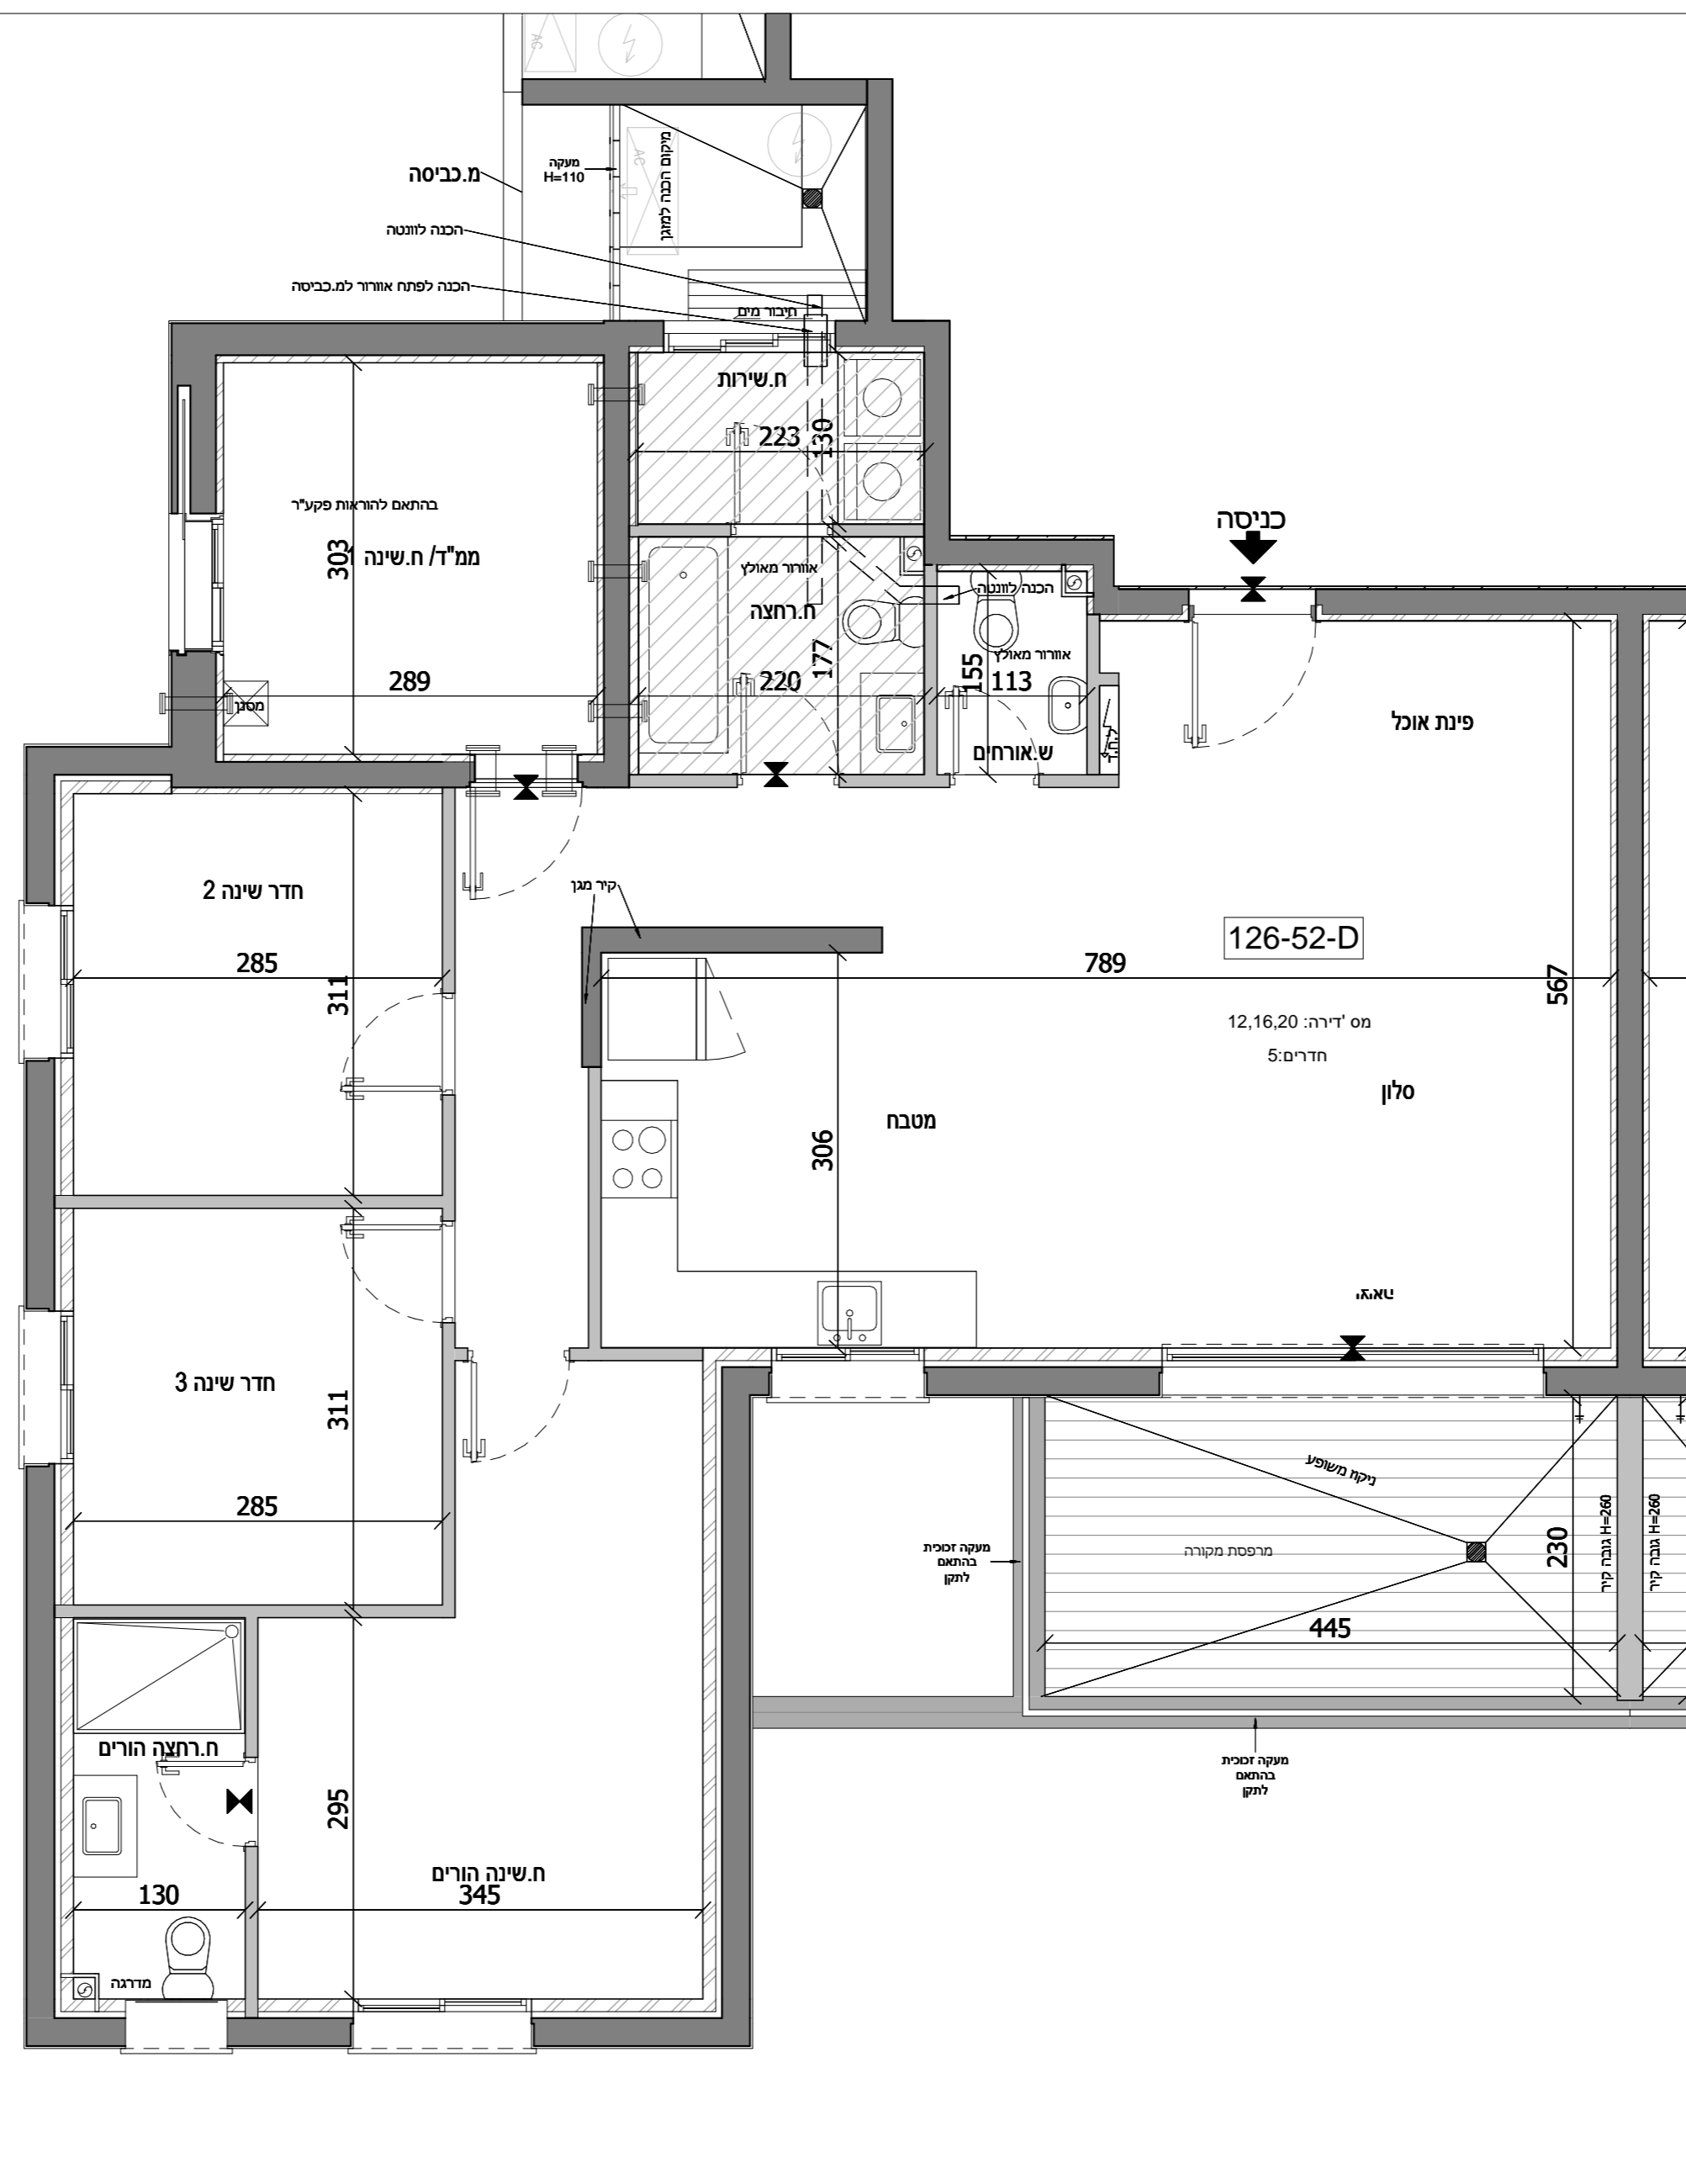 AC
מ.כביסה
מעקה
H=110
AC
מיקום הכנה למזגן
הכנה לוונטה
הכנה לפתח אוורור למ.כביסה
חיבור מים
ח.שירות
223
130
בהתאם להוראות פקע"ר
ממ"ד/ ח.שינה 1
303
289
מסנן
אוורור מאולץ
ח.רחצה
177
220
הכנה לוונטה
אוורור מאולץ
155
113
ש.אורחים
ל.ח.ד
כניסה
פינת אוכל
חדר שינה 2
285
311
קיר מגן
126-52-D
789
567
מס 'דירה: 12,16,20
חדרים:5
סלון
מטבח
306
חדר שינה 3
311
285
ניקוז משופע
מרפסת מקורה
230
גובה קיר H=260
גובה קיר H=260
445
מעקה זכוכית
בהתאם
לתקן
מעקה זכוכית
בהתאם
לתקן
ח.רחצה הורים
295
ח.שינה הורים
130
345
מדרגה